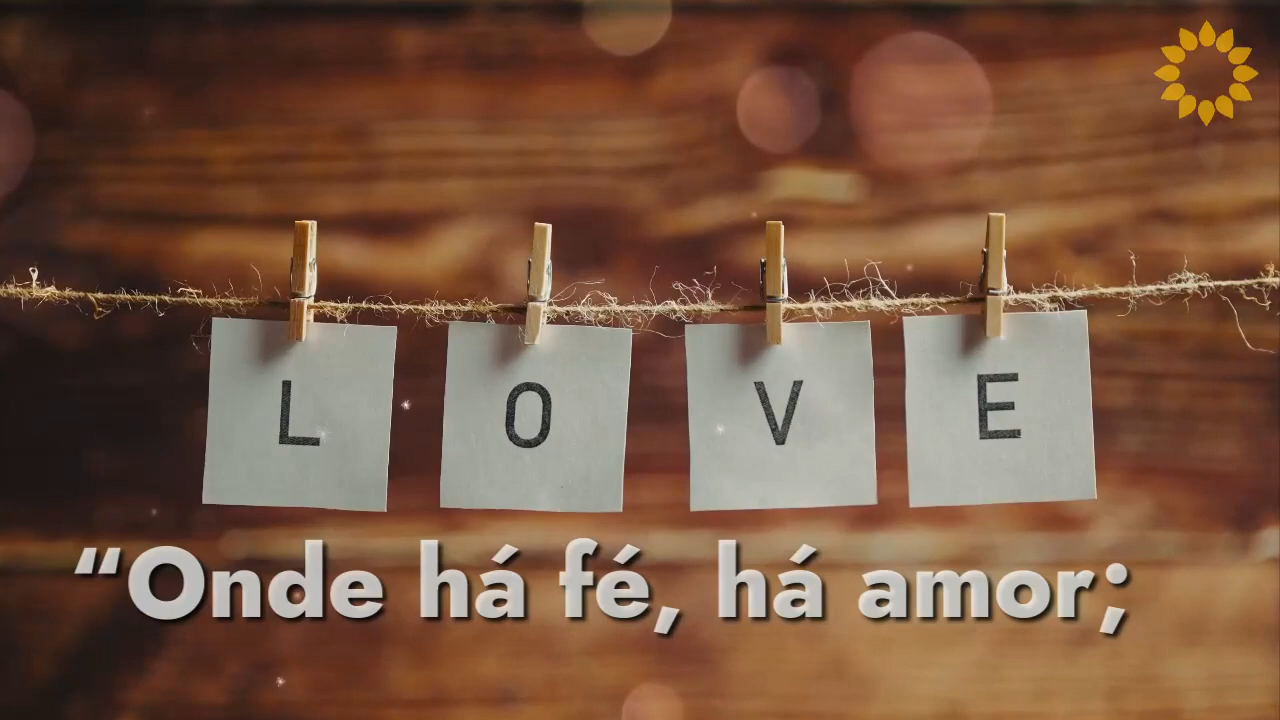 L O V E
“Onde há fé, há amor;